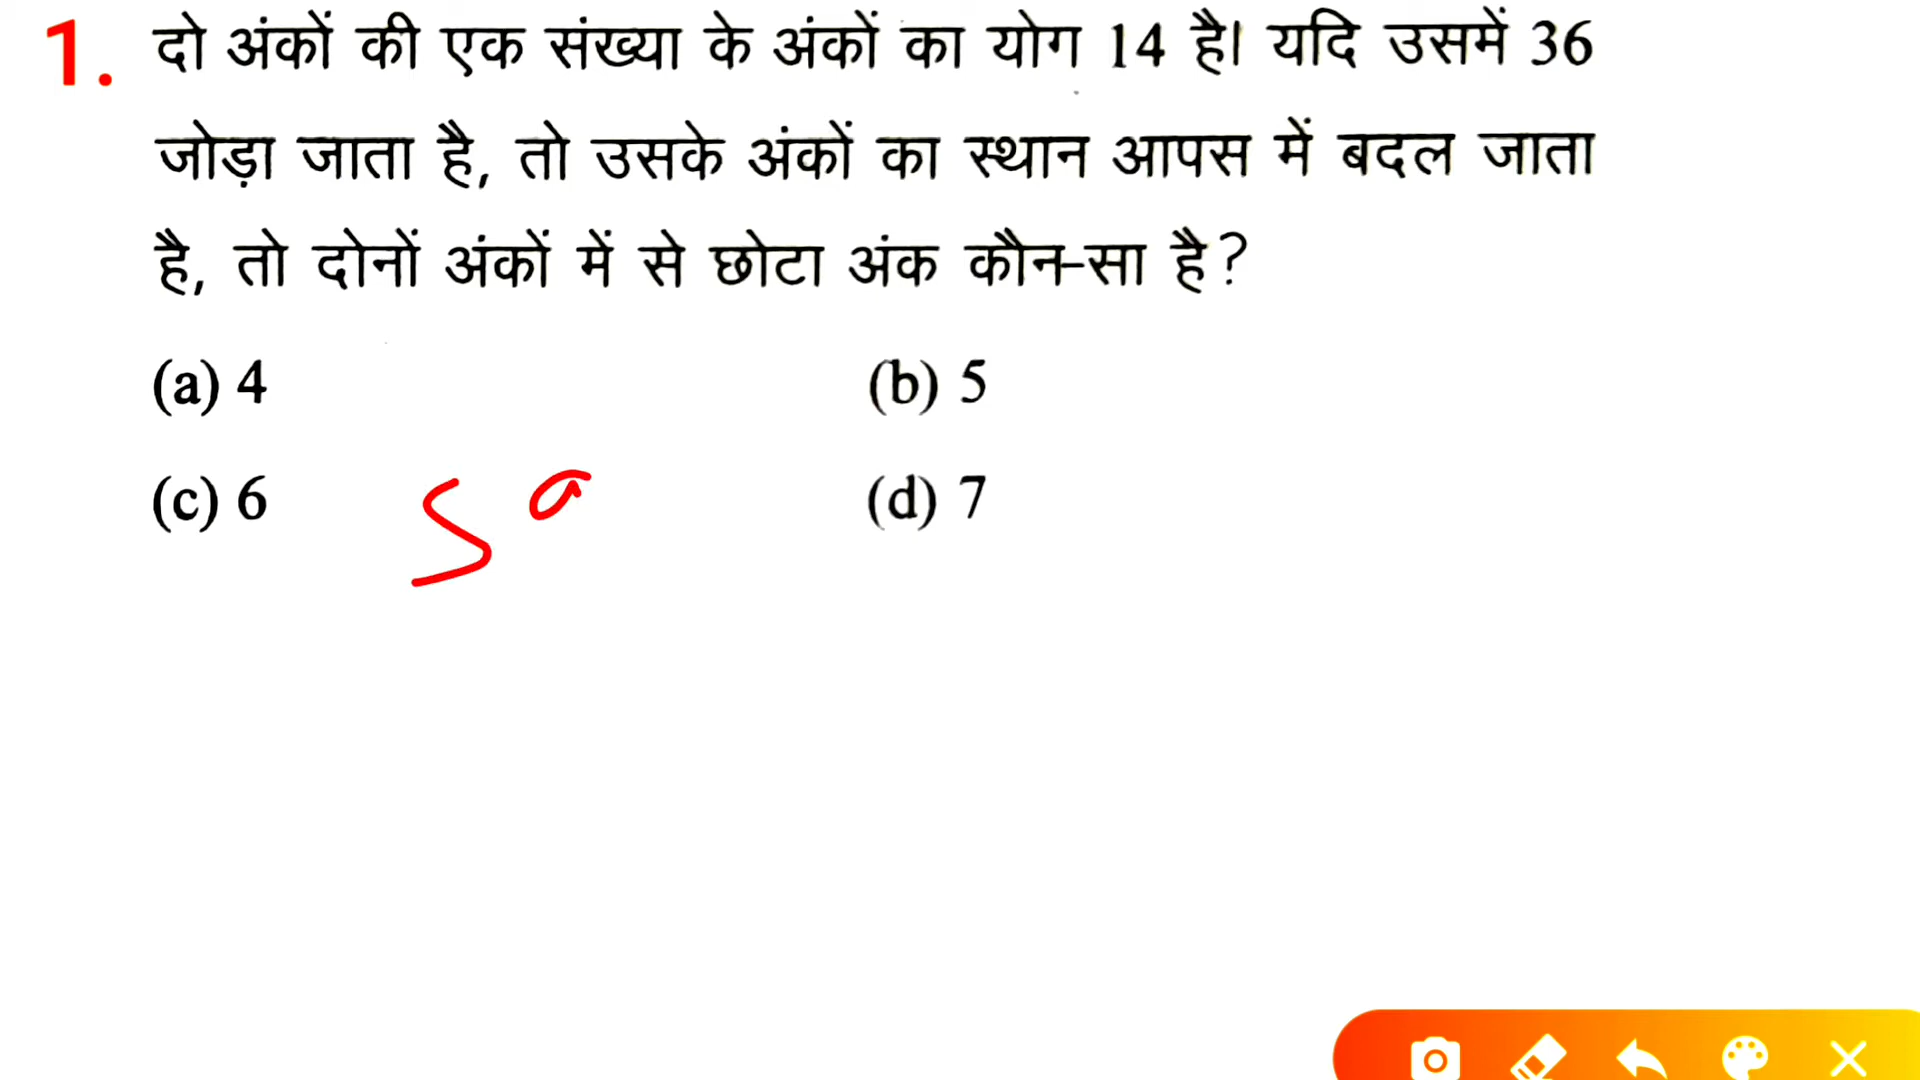 1. दो अंकों की एक संख्या के अंकों का योग 14 है। यदि उसमें 36
जोड़ा जाता है, तो उसके अंकों का स्थान आपस में बदल जाता
है, तो दोनों अंकों में से छोटा अंक कौन-सा है?
(a) 4 (b) 5
(c) 6 (d) 7